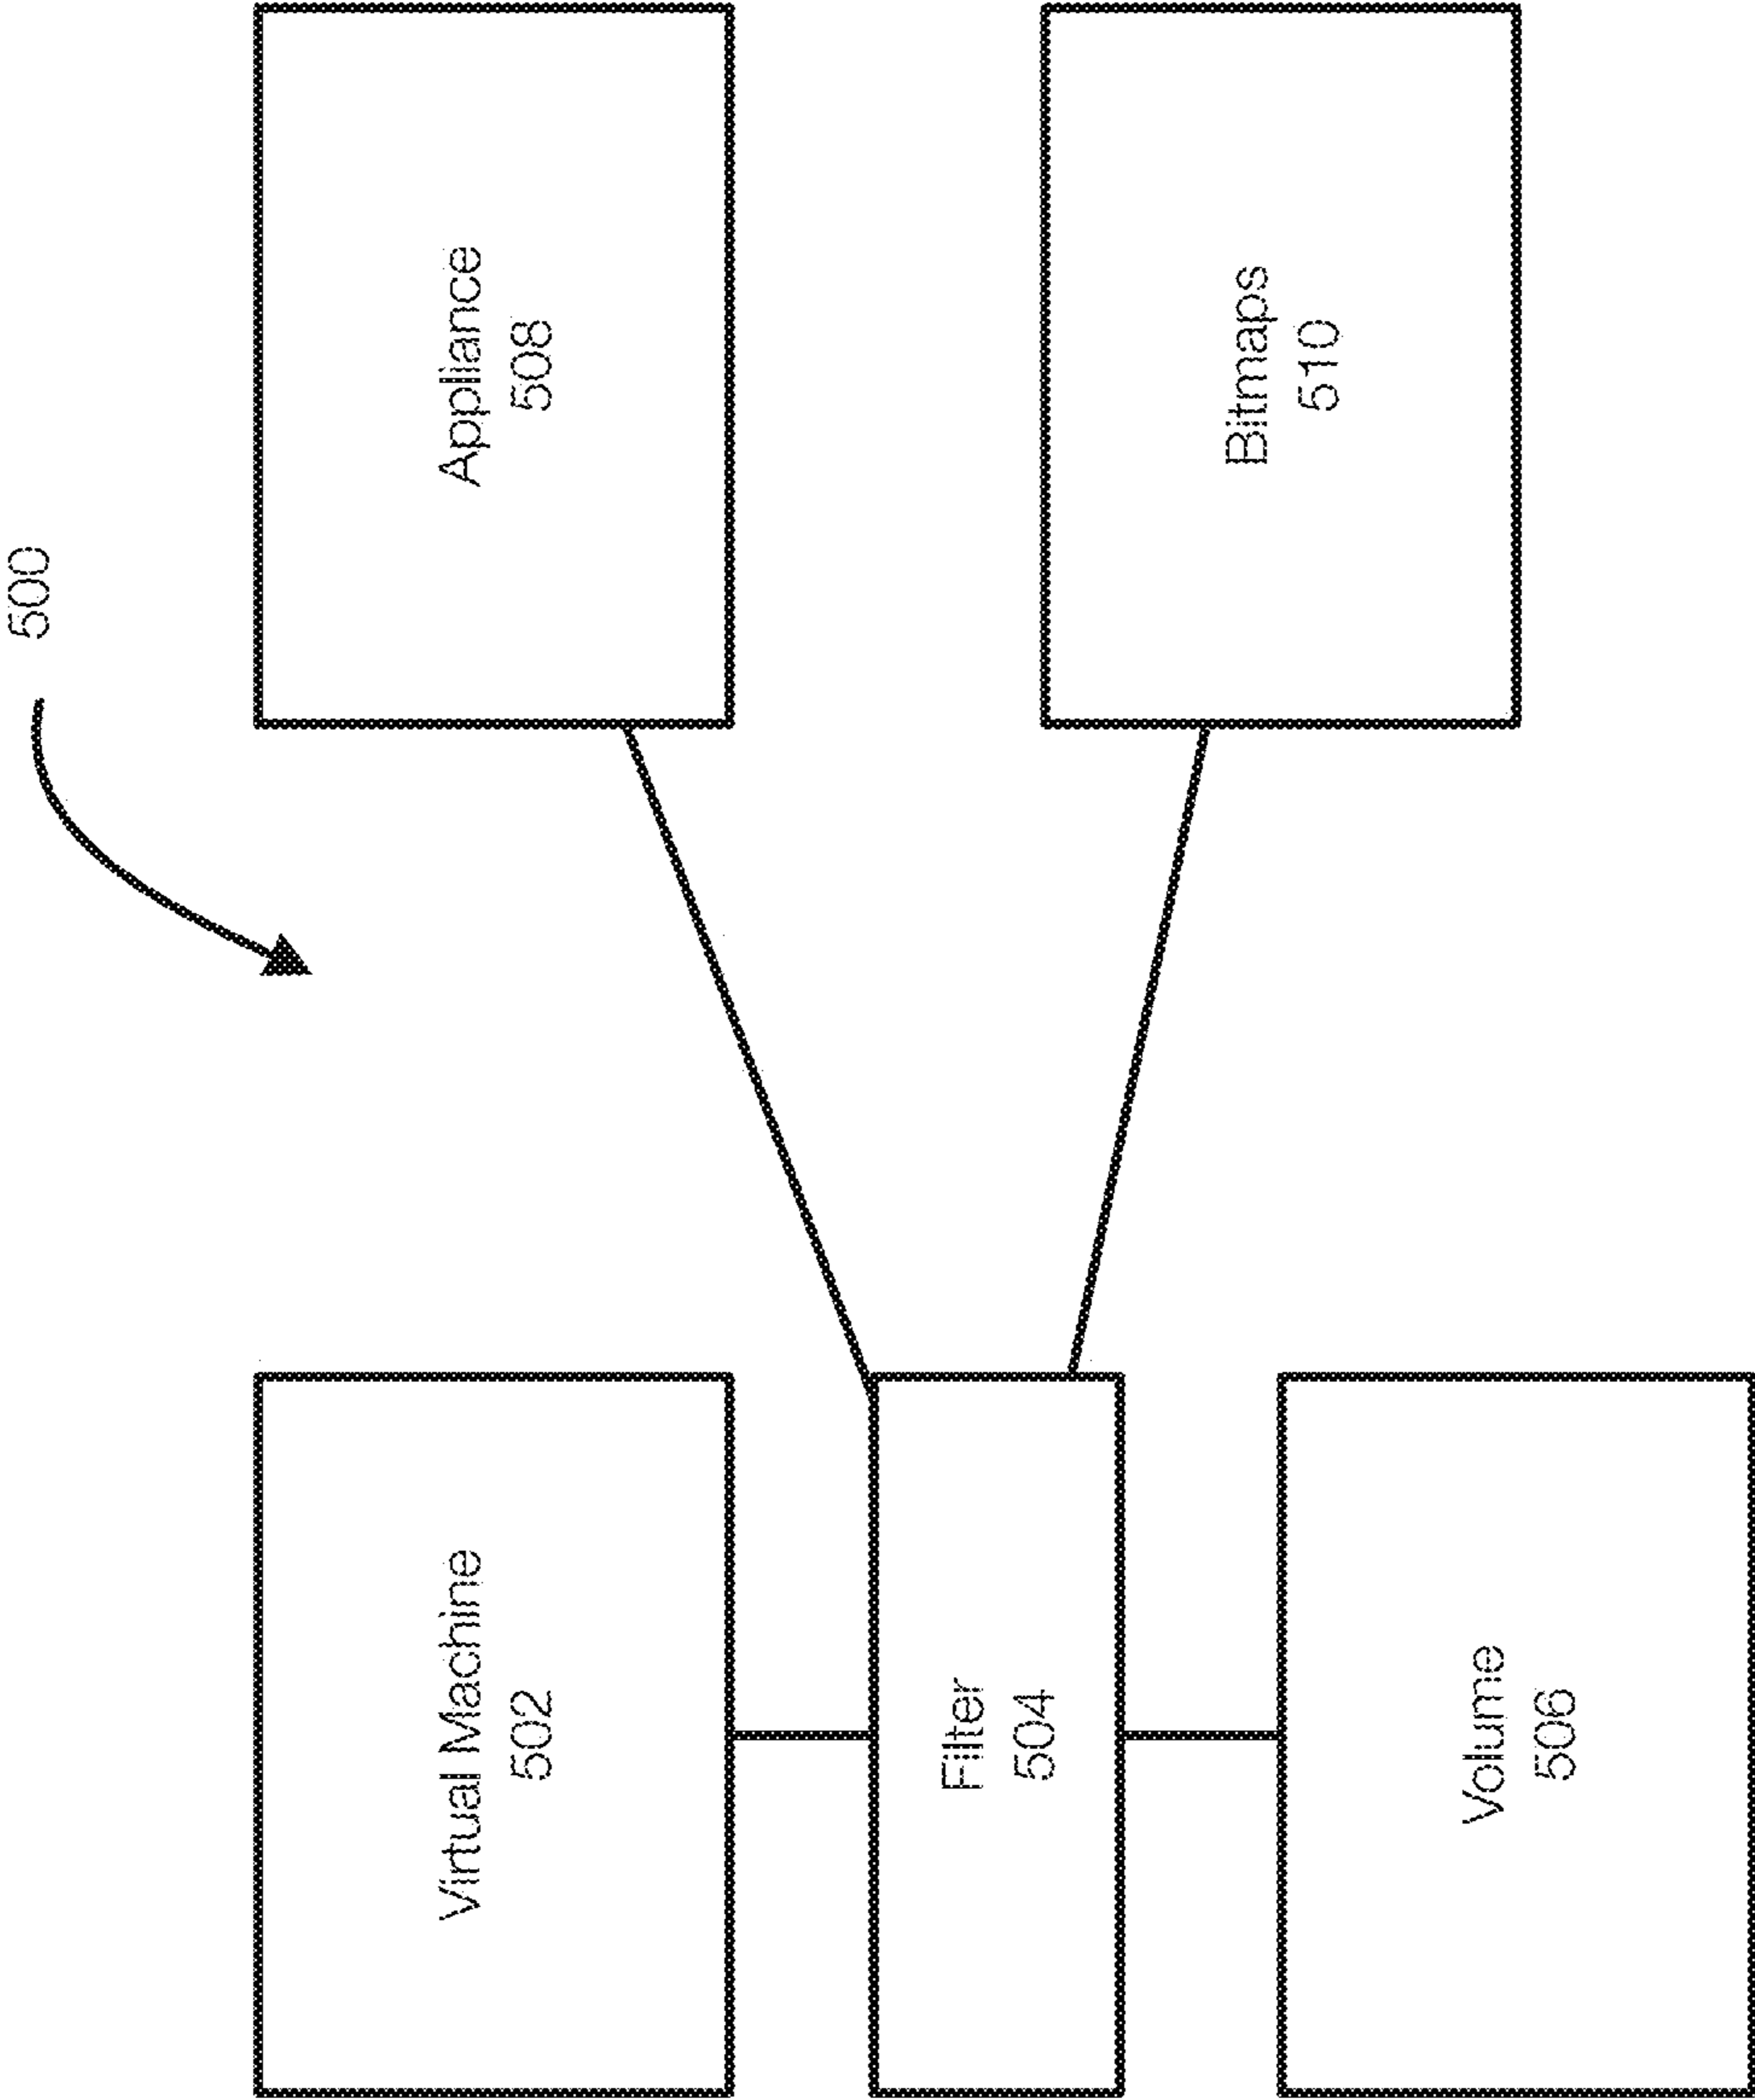 500
Virtual Machine
502
Filter
504
Volume
506
Appliance
508
Bitmaps
510